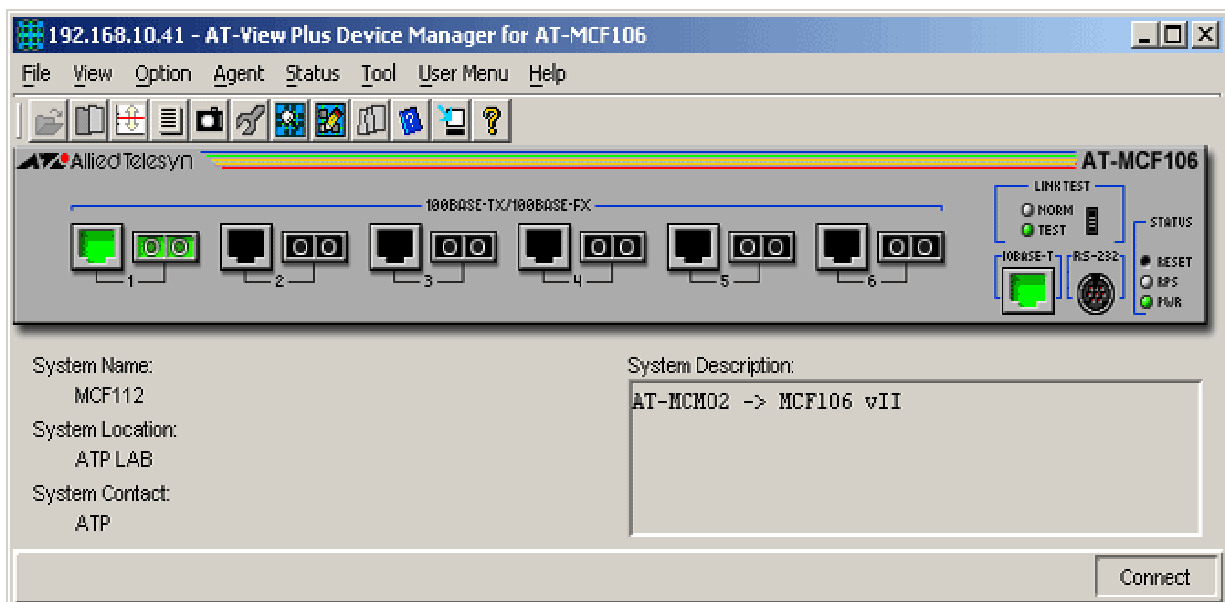 192.168.10.41 - AT-View Plus Device Manager for AT-MCF106
File View Option Agent Status Tool User Menu Help
Allied Telesyn
AT-MCF106
100BASE-TX/100BASE-FX
LINK TEST
NORM
TEST
STATUS
10BASE-T
RS-232
RESET
RPS
PWR
1
2
3
4
5
6
System Name:
MCF112
System Location:
ATP LAB
System Contact:
ATP
System Description:
AT-MCM02 -> MCF106 vII
Connect